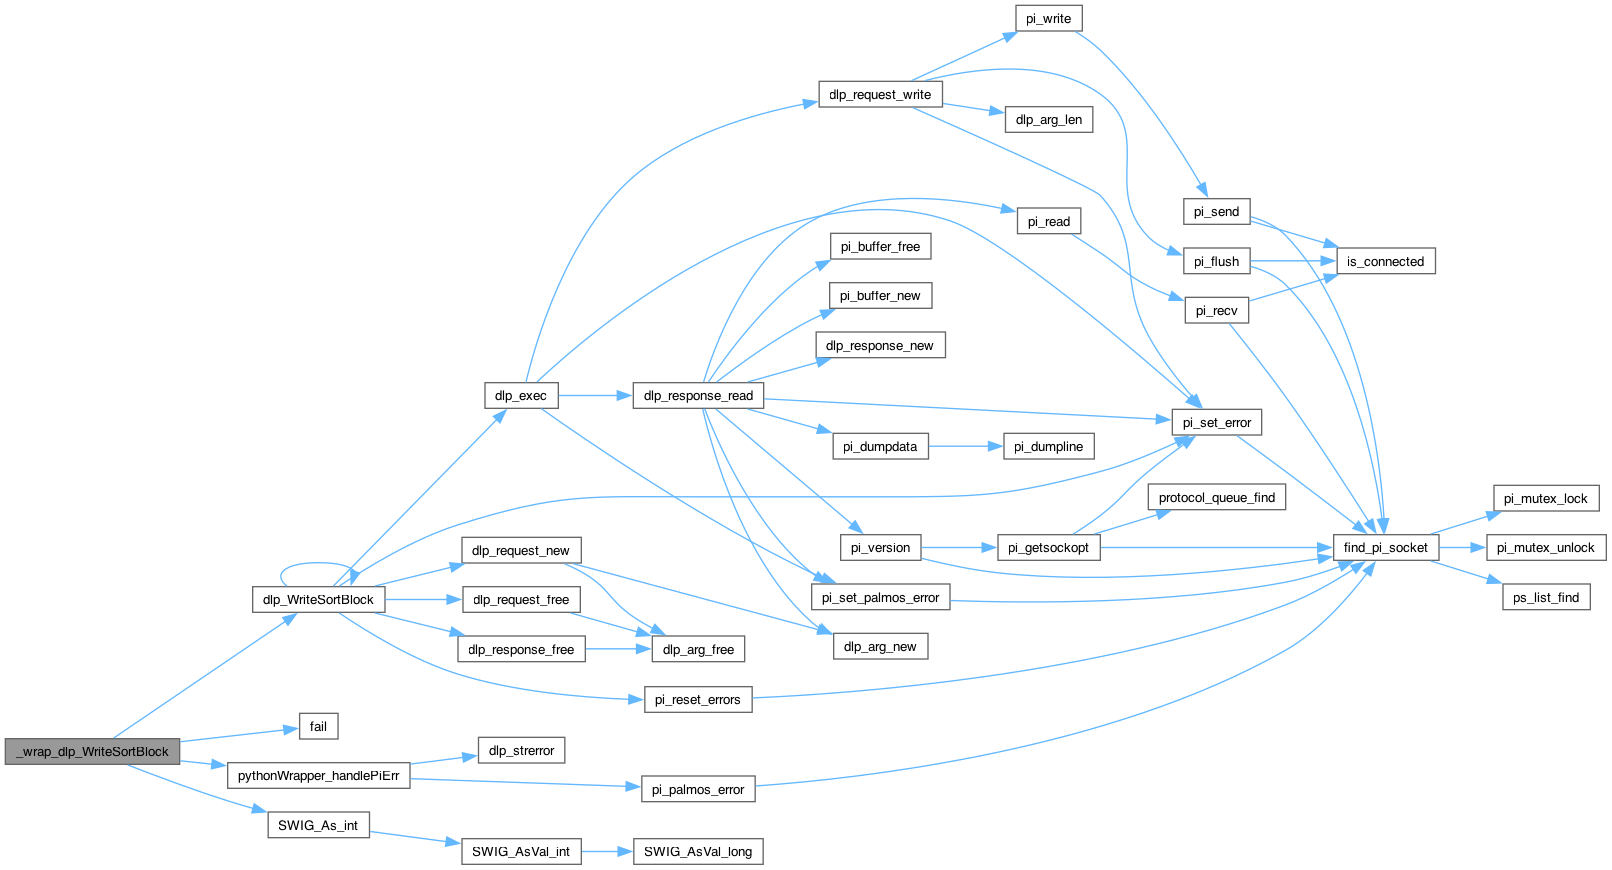 pi_write
dlp_request_write
dlp_arg_len
pi_send
pi_read
pi_buffer_free
pi_flush
is_connected
pi_buffer_new
pi_recv
dlp_response_new
dlp_exec
dlp_response_read
pi_set_error
pi_dumpdata
pi_dumpline
protocol_queue_find
pi_mutex_lock
dlp_request_new
pi_version
pi_getsockopt
find_pi_socket
pi_mutex_unlock
dlp_WriteSortBlock
dlp_request_free
pi_set_palmos_error
ps_list_find
dlp_response_free
dlp_arg_free
dlp_arg_new
pi_reset_errors
fail
_wrap_dlp_WriteSortBlock
dlp_strerror
pythonWrapper_handlePiErr
pi_palmos_error
SWIG_As_int
SWIG_AsVal_int
SWIG_AsVal_long